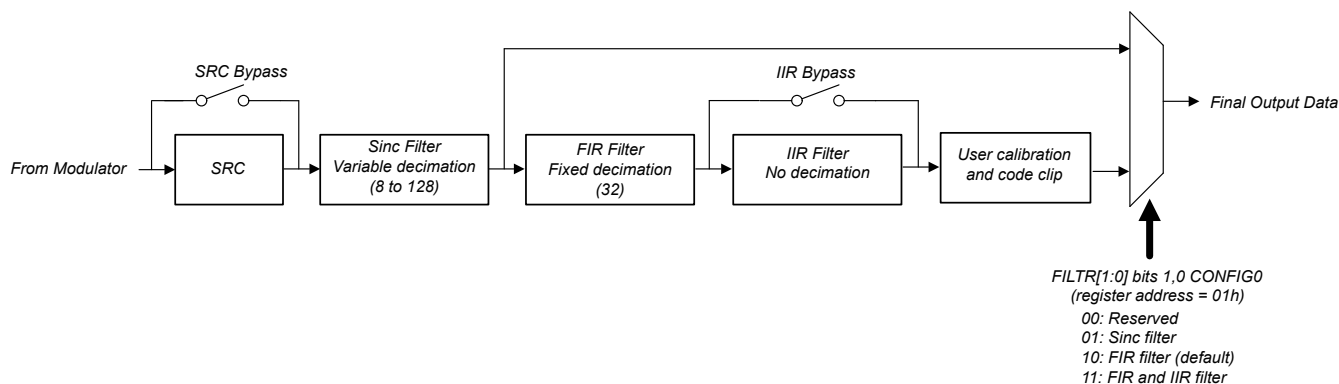 SRC Bypass
IIR Bypass
Final Output Data
From Modulator
SRC
Sinc Filter
Variable decimation
(8 to 128)
FIR Filter
Fixed decimation
(32)
IIR Filter
No decimation
User calibration
and code clip
FILTR[1:0] bits 1,0 CONFIG0
(register address = 01h)
00: Reserved
01: Sinc filter
10: FIR filter (default)
11: FIR and IIR filter